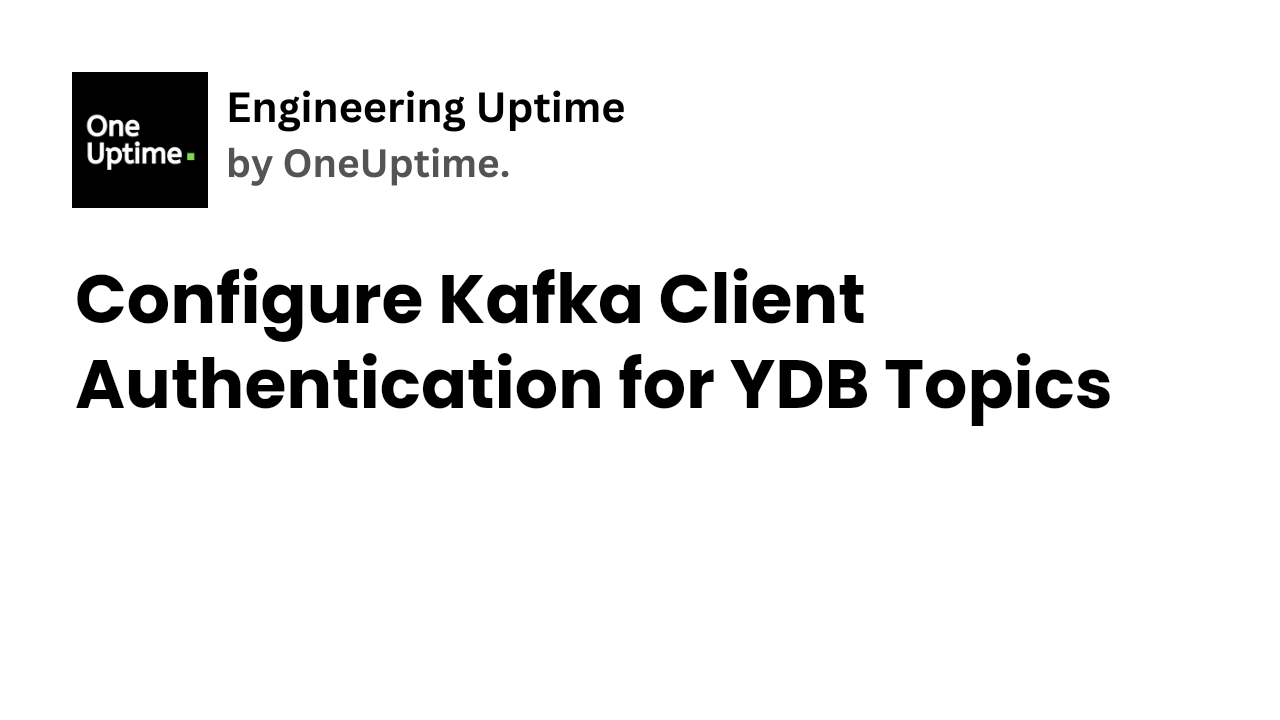 One
Uptime.
Engineering Uptime
by OneUptime.
Configure Kafka Client
Authentication for YDB Topics